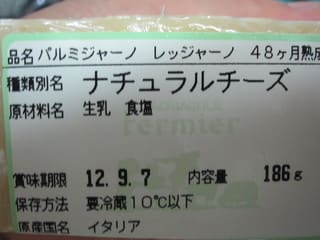 品名 パルミジャーノ レッジャーノ 48ヶ月熟成
種類別名 ナチュラルチーズ
原材料名 生乳 食塩
fermier
賞味期限 12.9.7 内容量 186g
保存方法 要冷蔵10℃以下
原産国名 イタリア